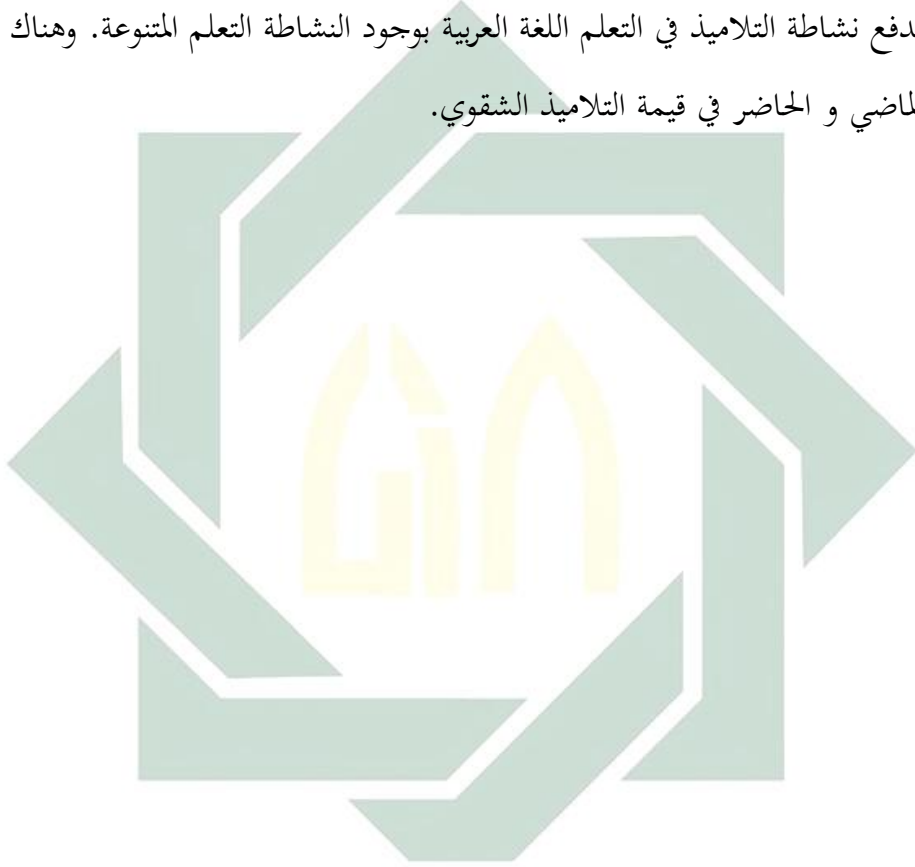 دفع نشاطة التلاميذ في التعلم اللغة العربية بوجود النشاطة التعلم المتنوعة. وهناك
لماضي و الحاضر في قيمة التلاميذ الشقوي.